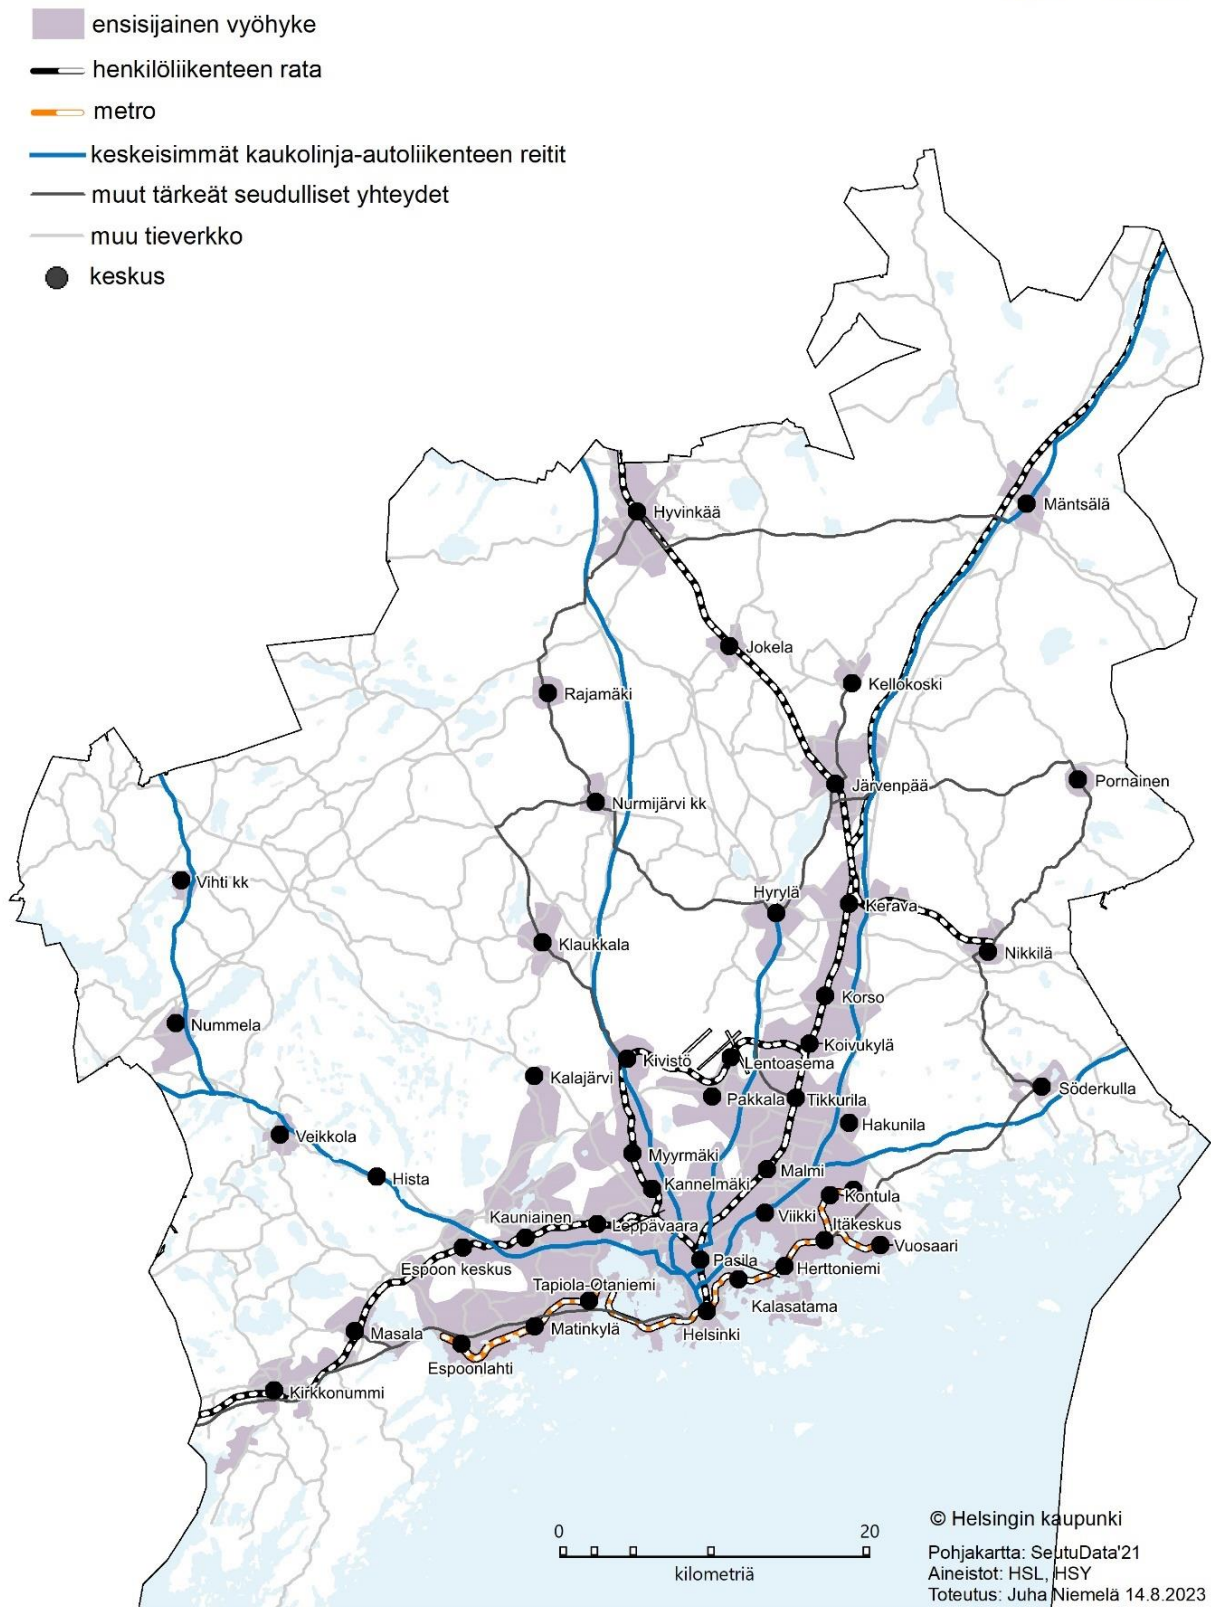 ensisijainen vyöhyke
henkilöliikenteen rata
metro
keskeisimmät kaukolinja-autoliikenteen reitit
muut tärkeät seudulliset yhteydet
muu tieverkko
keskus
Hyvinkää
Mäntsälä
Jokela
Kellokoski
Rajamäki
Järvenpää
Pornainen
Nurmijärvi kk
Vihti kk
Hyrylä
Kerava
Klaukkala
Nikkilä
Korso
Nummela
Koivukylä
Kivistö
Lentoasema
Kalajärvi
Söderkulla
Pakkala
Tikkurila
Hakunila
Veikkola
Myyrmäki
Malmi
Hista
Kannelmäki
Kontula
Kauniainen
Leppävaara
Viikki
Itäkeskus
Vuosaari
Pasila
Espoon keskus
Herttoniemi
Tapiola-Otaniemi
Kalasatama
Masala
Matinkylä
Helsinki
Espoonlahti
Kirkkonummi
0 20
kilometriä
© Helsingin kaupunki
Pohjakartta: SeutuData'21
Aineistot: HSL, HSY
Toteutus: Juha Niemelä 14.8.2023